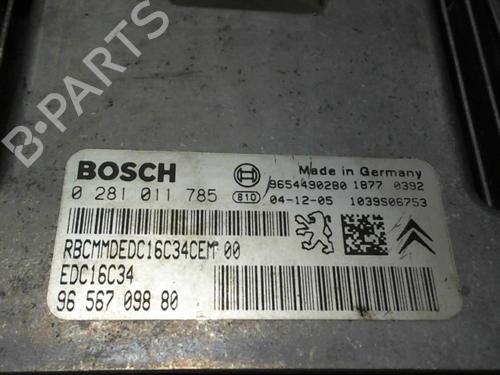 B-PARTS
BOSCH
Made in Germany
9654490280 1877 0392
0 281 011 785
810
04-12-05 1039S06753
RBCMMDEDC16C34CEM 00
EDC16C34
96 567 098 80